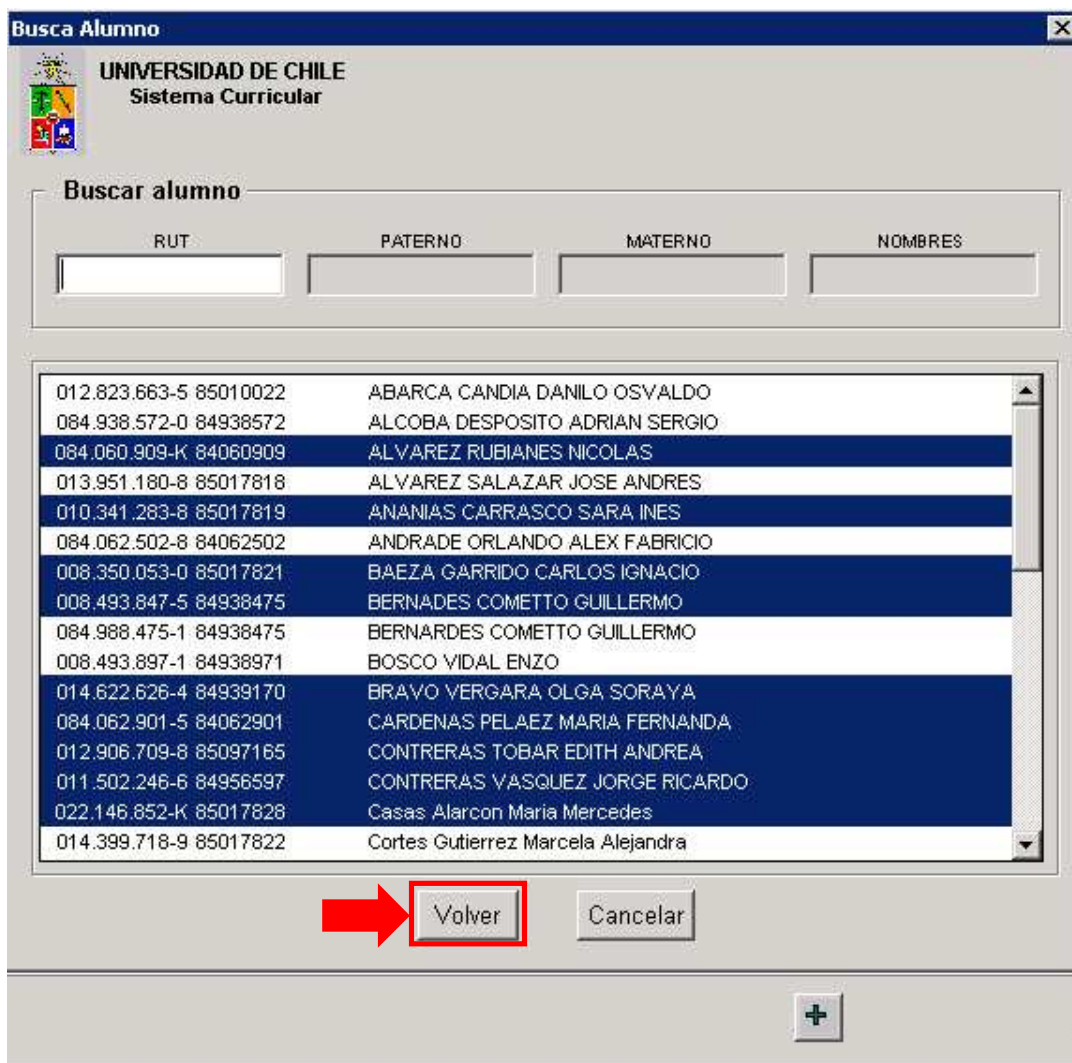 Busca Alumno
UNIVERSIDAD DE CHILE
Sistema Curricular
Buscar alumno
RUT PATERNO MATERNO NOMBRES
012.823.663-5 85010022 ABARCA CANDIA DANILO OSVALDO
084.938.572-0 84938572 ALCOBA DESPOSITO ADRIAN SERGIO
084.060.909-K 84060909 ALVAREZ RUBIANES NICOLAS
013.951.180-8 85017818 ALVAREZ SALAZAR JOSE ANDRES
010.341.283-8 85017819 ANANIAS CARRASCO SARA INES
084.062.502-8 84062502 ANDRADE ORLANDO ALEX FABRICIO
008.350.053-0 85017821 BAEZA GARRIDO CARLOS IGNACIO
008.493.847-5 84938475 BERNADES COMETTO GUILLERMO
084.988.475-1 84938475 BERNARDES COMETTO GUILLERMO
008.493.897-1 84938971 BOSCO VIDAL ENZO
014.622.626-4 84939170 BRAVO VERGARA OLGA SORAYA
084.062.901-5 84062901 CARDENAS PELAEZ MARIA FERNANDA
012.906.709-8 85097165 CONTRERAS TOBAR EDITH ANDREA
011.502.246-6 84956597 CONTRERAS VASQUEZ JORGE RICARDO
022.146.852-K 85017828 Casas Alarcon Maria Mercedes
014.399.718-9 85017822 Cortes Gutierrez Marcela Alejandra
Volver Cancelar